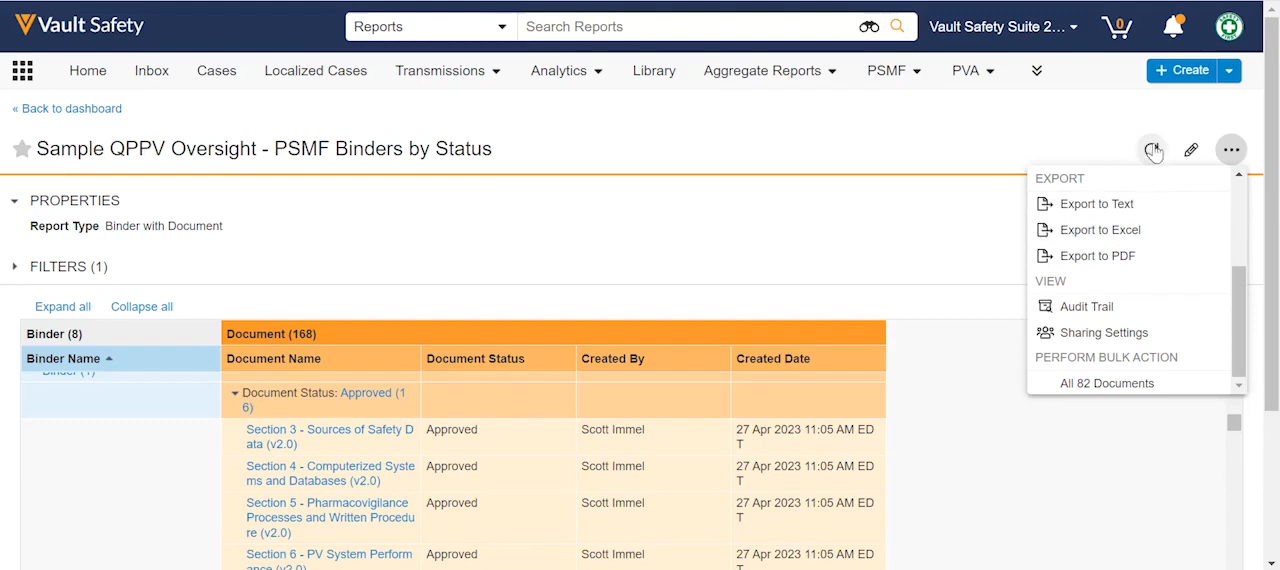 Vault Safety
Reports
Search Reports
Vault Safety Suite 2...
0
Home
Inbox
Cases
Localized Cases
Transmissions
Analytics
Library
Aggregate Reports
PSMF
PVA
+ Create
« Back to dashboard
Sample QPPV Oversight - PSMF Binders by Status
EXPORT
Export to Text
Export to Excel
Export to PDF
VIEW
Audit Trail
Sharing Settings
PERFORM BULK ACTION
All 82 Documents
PROPERTIES
Report Type Binder with Document
FILTERS (1)
Expand all Collapse all
Binder (8) Document (168)
Binder Name Document Name Document Status Created By Created Date
Binder (1)
Document Status: Approved (1
6)
Section 3 - Sources of Safety D Approved Scott Immel 27 Apr 2023 11:05 AM ED
ata (v2.0) T
Section 4 - Computerized Syste Approved Scott Immel 27 Apr 2023 11:05 AM ED
ms and Databases (v2.0) T
Section 5 - Pharmacovigilance Approved Scott Immel 27 Apr 2023 11:05 AM ED
Processes and Written Procedu T
re (v2.0)
Section 6 - PV System Perform Approved Scott Immel 27 Apr 2023 11:05 AM ED
ance (v2.0) T